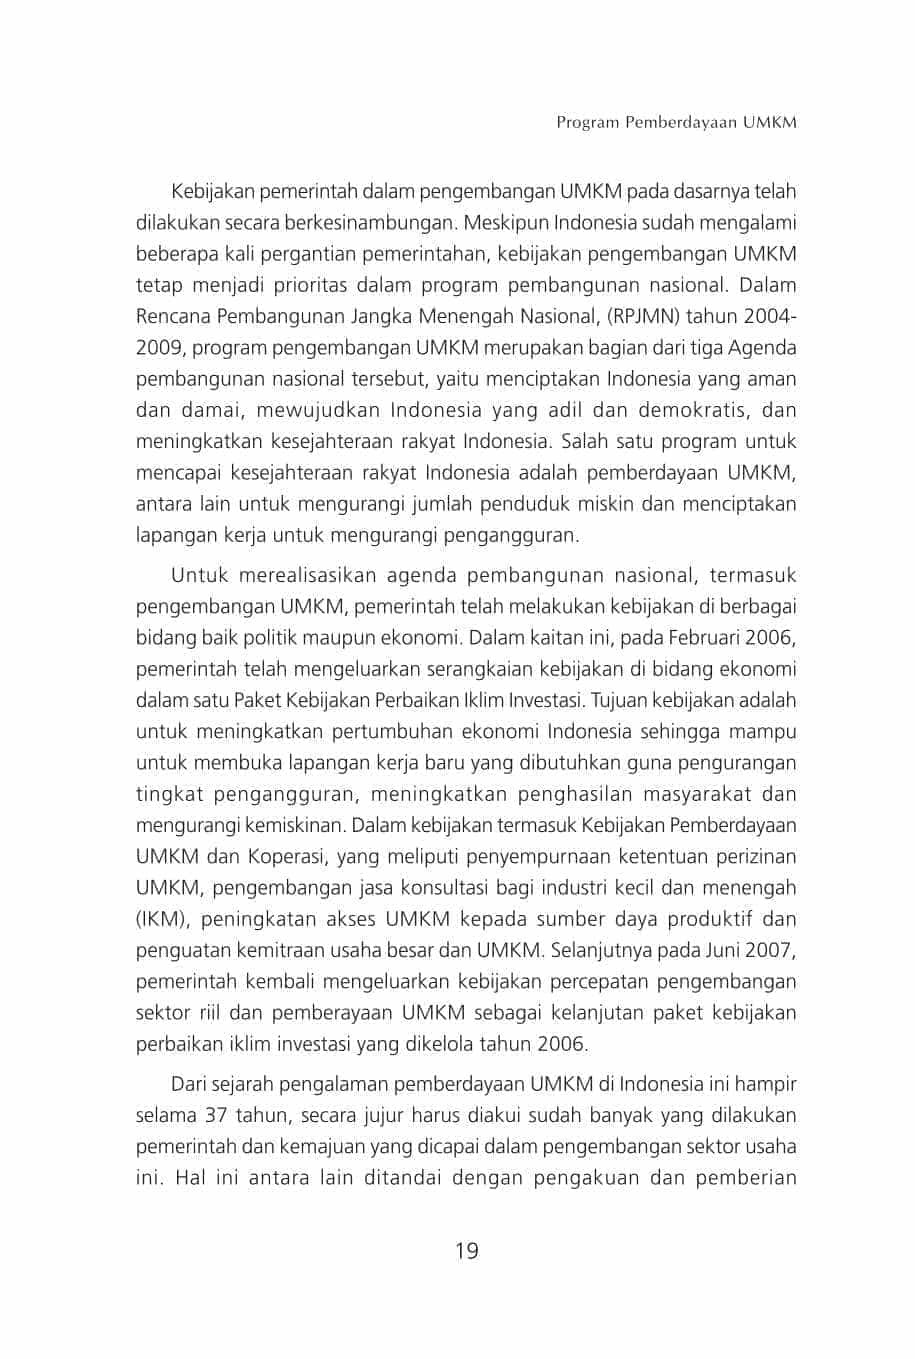 Program Pemberdayaan UMKM
Kebijakan pemerintah dalam pengembangan UMKM pada dasarnya telah
dilakukan secara berkesinambungan. Meskipun Indonesia sudah mengalami
beberapa kali pergantian pemerintahan, kebijakan pengembangan UMKM
tetap menjadi prioritas dalam program pembangunan nasional. Dalam
Rencana Pembangunan Jangka Menengah Nasional, (RPJMN) tahun 2004-
2009, program pengembangan UMKM merupakan bagian dari tiga Agenda
pembangunan nasional tersebut, yaitu menciptakan Indonesia yang aman
dan damai, mewujudkan Indonesia yang adil dan demokratis, dan
meningkatkan kesejahteraan rakyat Indonesia. Salah satu program untuk
mencapai kesejahteraan rakyat Indonesia adalah pemberdayaan UMKM,
antara lain untuk mengurangi jumlah penduduk miskin dan menciptakan
lapangan kerja untuk mengurangi pengangguran.
Untuk merealisasikan agenda pembangunan nasional, termasuk
pengembangan UMKM, pemerintah telah melakukan kebijakan di berbagai
bidang baik politik maupun ekonomi. Dalam kaitan ini, pada Februari 2006,
pemerintah telah mengeluarkan serangkaian kebijakan di bidang ekonomi
dalam satu Paket Kebijakan Perbaikan Iklim Investasi. Tujuan kebijakan adalah
untuk meningkatkan pertumbuhan ekonomi Indonesia sehingga mampu
untuk membuka lapangan kerja baru yang dibutuhkan guna pengurangan
tingkat pengangguran, meningkatkan penghasilan masyarakat dan
mengurangi kemiskinan. Dalam kebijakan termasuk Kebijakan Pemberdayaan
UMKM dan Koperasi, yang meliputi penyempurnaan ketentuan perizinan
UMKM, pengembangan jasa konsultasi bagi industri kecil dan menengah
(IKM), peningkatan akses UMKM kepada sumber daya produktif dan
penguatan kemitraan usaha besar dan UMKM. Selanjutnya pada Juni 2007,
pemerintah kembali mengeluarkan kebijakan percepatan pengembangan
sektor riil dan pemberayaan UMKM sebagai kelanjutan paket kebijakan
perbaikan iklim investasi yang dikelola tahun 2006.
Dari sejarah pengalaman pemberdayaan UMKM di Indonesia ini hampir
selama 37 tahun, secara jujur harus diakui sudah banyak yang dilakukan
pemerintah dan kemajuan yang dicapai dalam pengembangan sektor usaha
ini. Hal ini antara lain ditandai dengan pengakuan dan pemberian
19